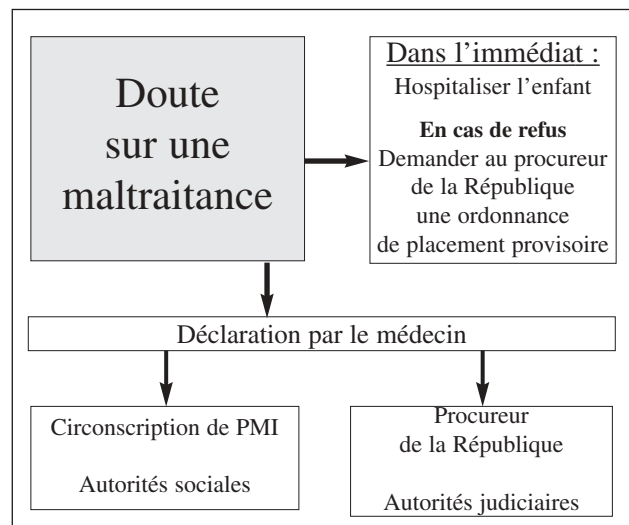 Doute
sur une
maltraitance
Dans l’immédiat :
Hospitaliser l’enfant
En cas de refus
Demander au procureur
de la République
une ordonnance
de placement provisoire
Déclaration par le médecin
Circonscription de PMI
Autorités sociales
Procureur
de la République
Autorités judiciaires